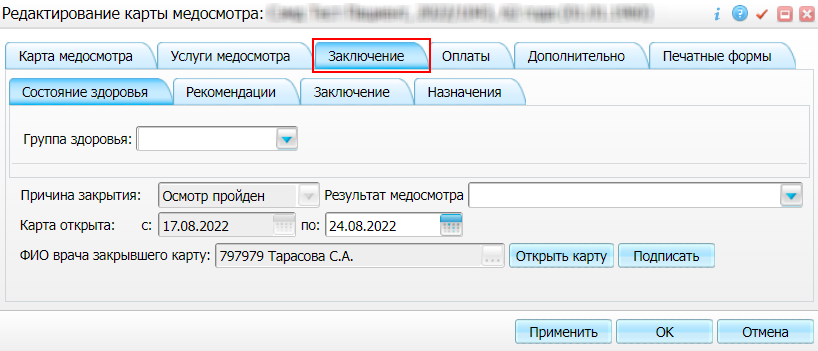 Редактирование карты медосмотра:
Карта медосмотра Услуги медосмотра Заключение Оплаты Дополнительно Печатные формы
Состояние здоровья Рекомендации Заключение Назначения
Группа здоровья:
Причина закрытия: Осмотр пройден Результат медосмотра
Карта открыта: с: 17.08.2022 по: 24.08.2022
ФИО врача закрывшего карту: 797979 Тарасова С.А. ... Открыть карту Подписать
Применить ОК Отмена